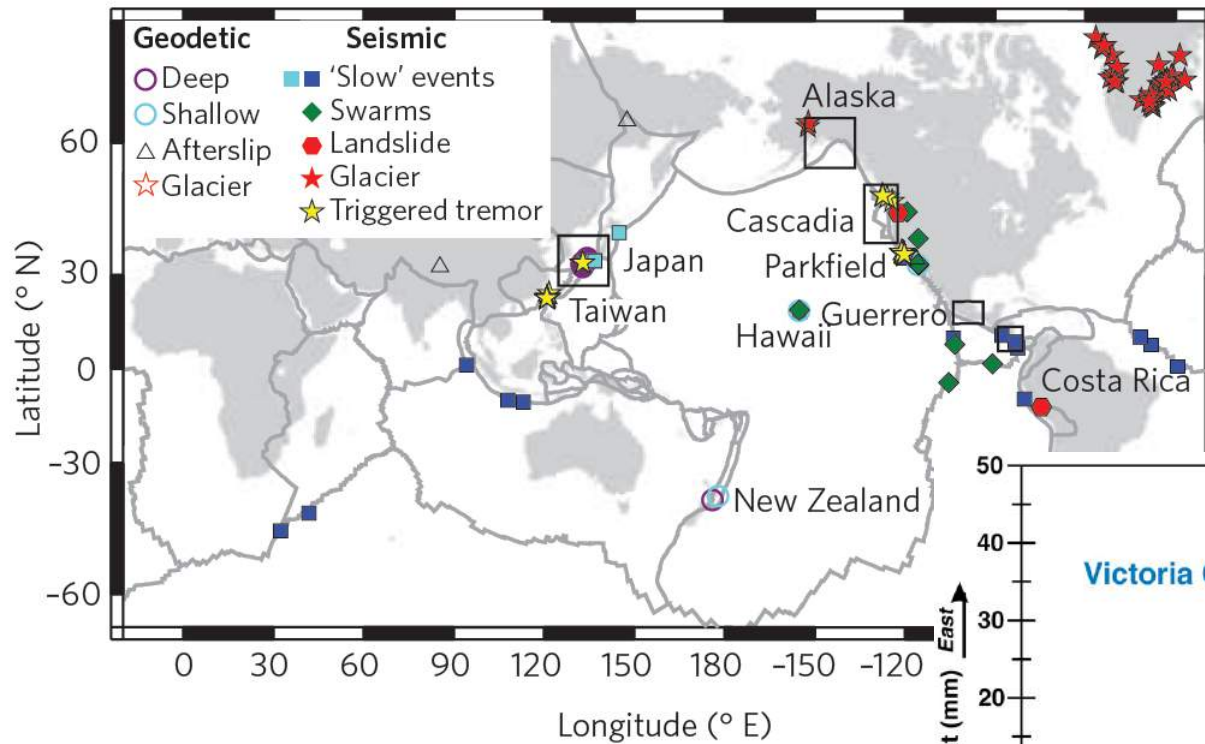 Geodetic Seismic
Deep 'Slow' events
Shallow Swarms
Afterslip Landslide
Glacier Glacier
Triggered tremor
Alaska
Cascadia
Japan
Parkfield
Taiwan
Guerrero
Hawaii
Costa Rica
New Zealand
Latitude (° N)
60
30
0
−30
−60
0 30 60 90 120 150 180 −150 −120
Longitude (° E)
50
40
30
20
Victoria
East
t (mm)